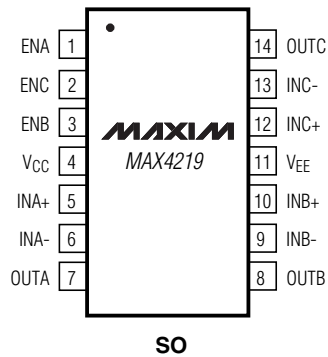 ENA 1 14 OUTC
ENC 2 13 INC-
ENB 3 12 INC+
MAXIM
VCC 4 MAX4219 11 VEE
INA+ 5 10 INB+
INA- 6 9 INB-
OUTA 7 8 OUTB
SO